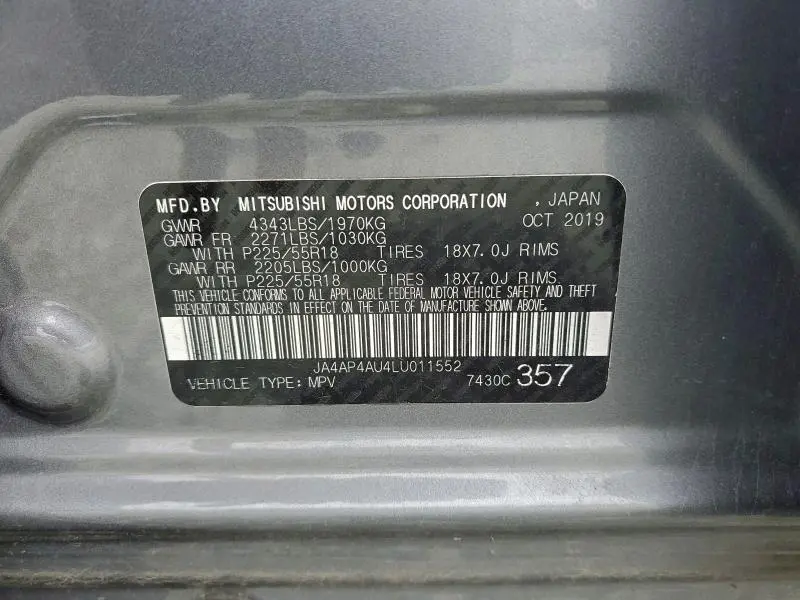 MFD.BY MITSUBISHI MOTORS CORPORATION , JAPAN
GVWR 4343LBS/1970KG OCT 2019
GAWR FR 2271LBS/1030KG
WITH P225/55R18 TIRES 18X7.0J RIMS
GAWR RR 2205LBS/1000KG
WITH P225/55R18 TIRES 18X7.0J RIMS
THIS VEHICLE CONFORMS TO ALL APPLICABLE FEDERAL MOTOR VEHICLE SAFETY AND THEFT
PREVENTION STANDARDS IN EFFECT ON THE DATE OF MANUFACTURE SHOWN ABOVE.
JA4AP4AU4LU011552
VEHICLE TYPE: MPV 7430C 357